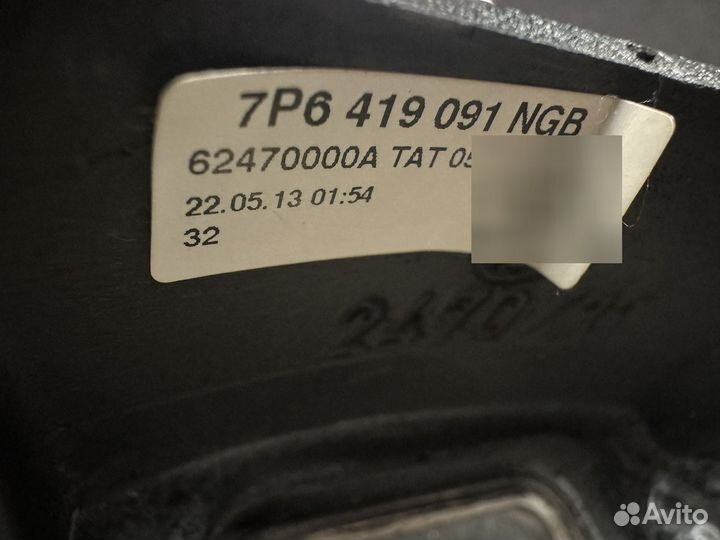 7P6 419 091 NGB
62470000A TAT 05
22.05.13 01:54
32
Avito